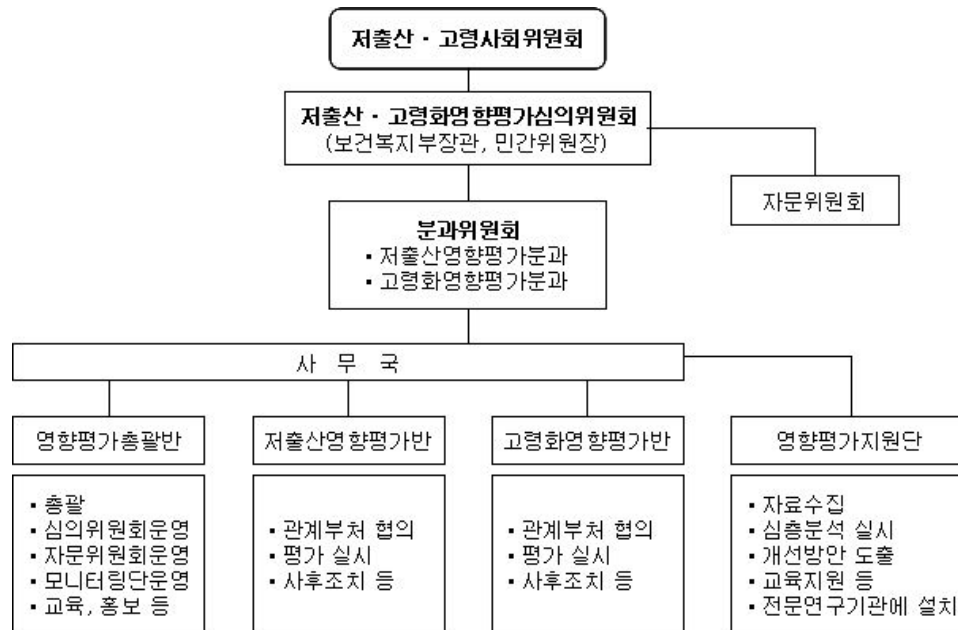 저출산 · 고령사회위원회
저출산 · 고령화영향평가심의위원회
(보건복지부장관, 민간위원장)
자문위원회
분과위원회
▪ 저출산영향평가분과
▪ 고령화영향평가분과
사 무 국
영향평가총괄반
▪ 총괄
▪ 심의위원회운영
▪ 자문위원회운영
▪ 모니터링단운영
▪ 교육, 홍보 등
저출산영향평가반
▪ 관계부처 협의
▪ 평가 실시
▪ 사후조치 등
고령화영향평가반
▪ 관계부처 협의
▪ 평가 실시
▪ 사후조치 등
영향평가지원단
▪ 자료수집
▪ 심층분석 실시
▪ 개선방안 도출
▪ 교육지원 등
▪ 전문연구기관에 설치